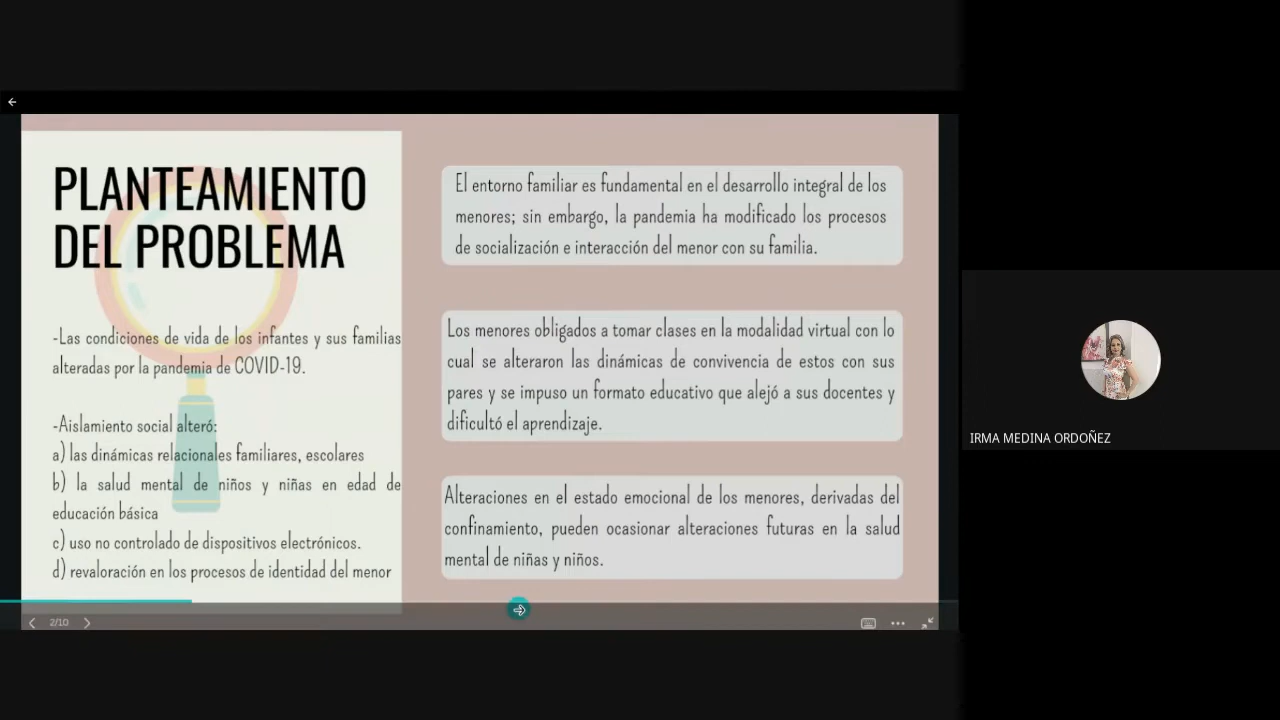 PLANTEAMIENTO
DEL PROBLEMA
-Las condiciones de vida de los infantes y sus familias
alteradas por la pandemia de COVID-19.
-Aislamiento social alteró:
a) las dinámicas relacionales familiares, escolares
b) la salud mental de niños y niñas en edad de
educación básica
c) uso no controlado de dispositivos electrónicos.
d) revaloración en los procesos de identidad del menor
El entorno familiar es fundamental en el desarrollo integral de los
menores; sin embargo, la pandemia ha modificado los procesos
de socialización e interacción del menor con su familia.
Los menores obligados a tomar clases en la modalidad virtual con lo
cual se alteraron las dinámicas de convivencia de estos con sus
pares y se impuso un formato educativo que alejó a sus docentes y
dificultó el aprendizaje.
Alteraciones en el estado emocional de los menores, derivadas del
confinamiento, pueden ocasionar alteraciones futuras en la salud
mental de niñas y niños.
2/10
IRMA MEDINA ORDOÑEZ